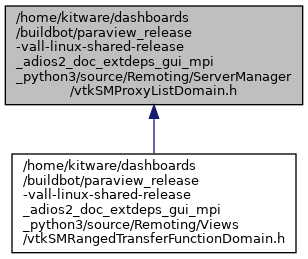 /home/kitware/dashboards
/buildbot/paraview_release
-vall-linux-shared-release
_adios2_doc_extdeps_gui_mpi
_python3/source/Remoting/ServerManager
/vtkSMProxyListDomain.h
/home/kitware/dashboards
/buildbot/paraview_release
-vall-linux-shared-release
_adios2_doc_extdeps_gui_mpi
_python3/source/Remoting/Views
/vtkSMRangedTransferFunctionDomain.h